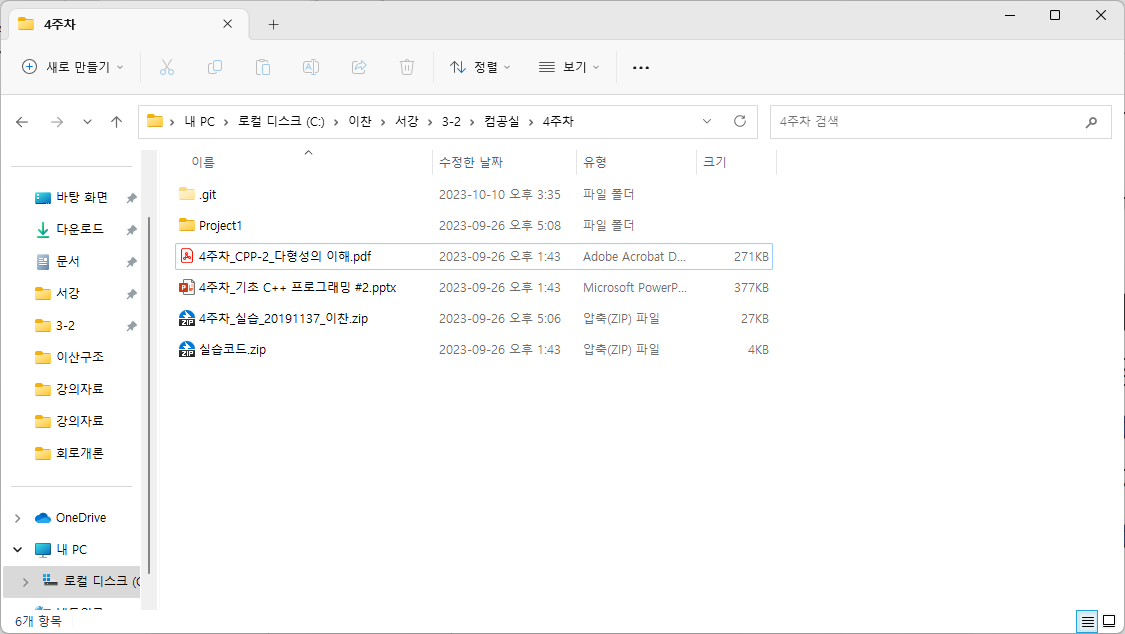 4주차
새로 만들기
정렬
보기
내 PC > 로컬 디스크 (C:) > 이찬 > 서강 > 3-2 > 컴공실 > 4주차
4주차 검색
이름 수정한 날짜 유형 크기
.git 2023-10-10 오후 3:35 파일 폴더
Project1 2023-09-26 오후 5:08 파일 폴더
4주차_CPP-2_다형성의 이해.pdf 2023-09-26 오후 1:43 Adobe Acrobat D... 271KB
4주차_기초 C++ 프로그래밍 #2.pptx 2023-09-26 오후 1:43 Microsoft PowerP... 377KB
4주차_실습_20191137_이찬.zip 2023-09-26 오후 5:06 압축(ZIP) 파일 27KB
실습코드.zip 2023-09-26 오후 1:43 압축(ZIP) 파일 4KB
바탕 화면
다운로드
문서
서강
3-2
이산구조
강의자료
강의자료
회로개론
OneDrive
내 PC
로컬 디스크 (C
6개 항목